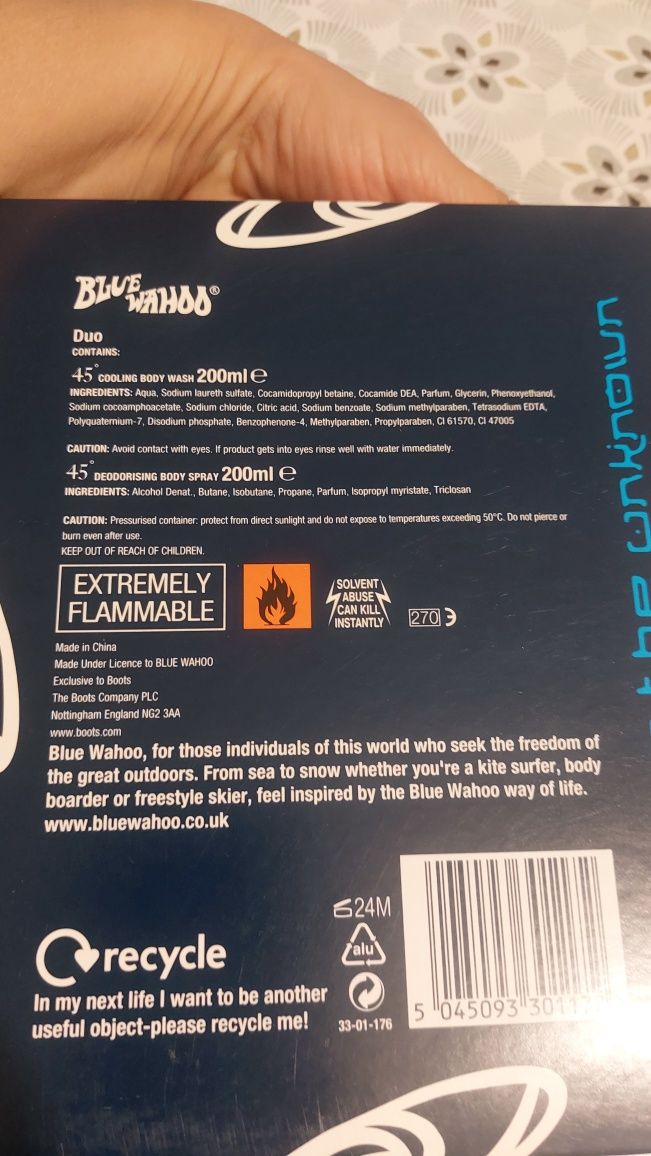 BLUE WAHOO®
Duo
CONTAINS:
45° COOLING BODY WASH 200ml ℮
INGREDIENTS: Aqua, Sodium laureth sulfate, Cocamidopropyl betaine, Cocamide DEA, Parfum, Glycerin, Phenoxyethanol,
Sodium cocoamphoacetate, Sodium chloride, Citric acid, Sodium benzoate, Sodium methylparaben, Tetrasodium EDTA,
Polyquaternium-7, Disodium phosphate, Benzophenone-4, Methylparaben, Propylparaben, CI 61570, CI 47005
CAUTION: Avoid contact with eyes. If product gets into eyes rinse well with water immediately.
45° DEODORISING BODY SPRAY 200ml ℮
INGREDIENTS: Alcohol Denat., Butane, Isobutane, Propane, Parfum, Isopropyl myristate, Triclosan
CAUTION: Pressurised container: protect from direct sunlight and do not expose to temperatures exceeding 50°C. Do not pierce or
burn even after use.
KEEP OUT OF REACH OF CHILDREN.
EXTREMELY
FLAMMABLE
SOLVENT
ABUSE
CAN KILL
INSTANTLY
270
Made in China
Made Under Licence to BLUE WAHOO
Exclusive to Boots
The Boots Company PLC
Nottingham England NG2 3AA
www.boots.com
Blue Wahoo, for those individuals of this world who seek the freedom of
the great outdoors. From sea to snow whether you're a kite surfer, body
boarder or freestyle skier, feel inspired by the Blue Wahoo way of life.
www.bluewahoo.co.uk
24M
alu
recycle
In my next life I want to be another
useful object-please recycle me!
33-01-176
5 045093 30117
the unknown